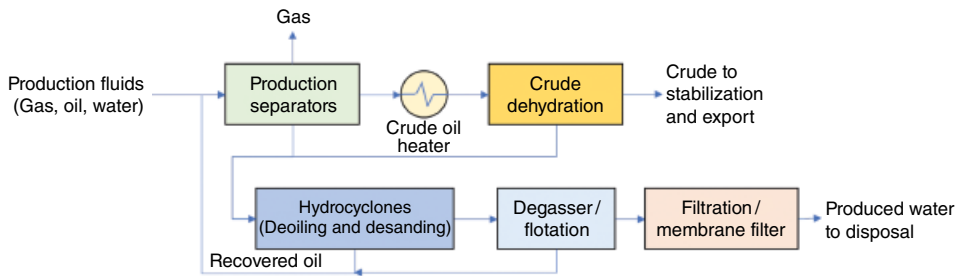 Gas
Production fluids
(Gas, oil, water)
Production
separators
Crude oil
heater
Crude
dehydration
Crude to
stabilization
and export
Hydrocyclones
(Deoiling and desanding)
Degasser/
flotation
Filtration/
membrane filter
Produced water
to disposal
Recovered oil